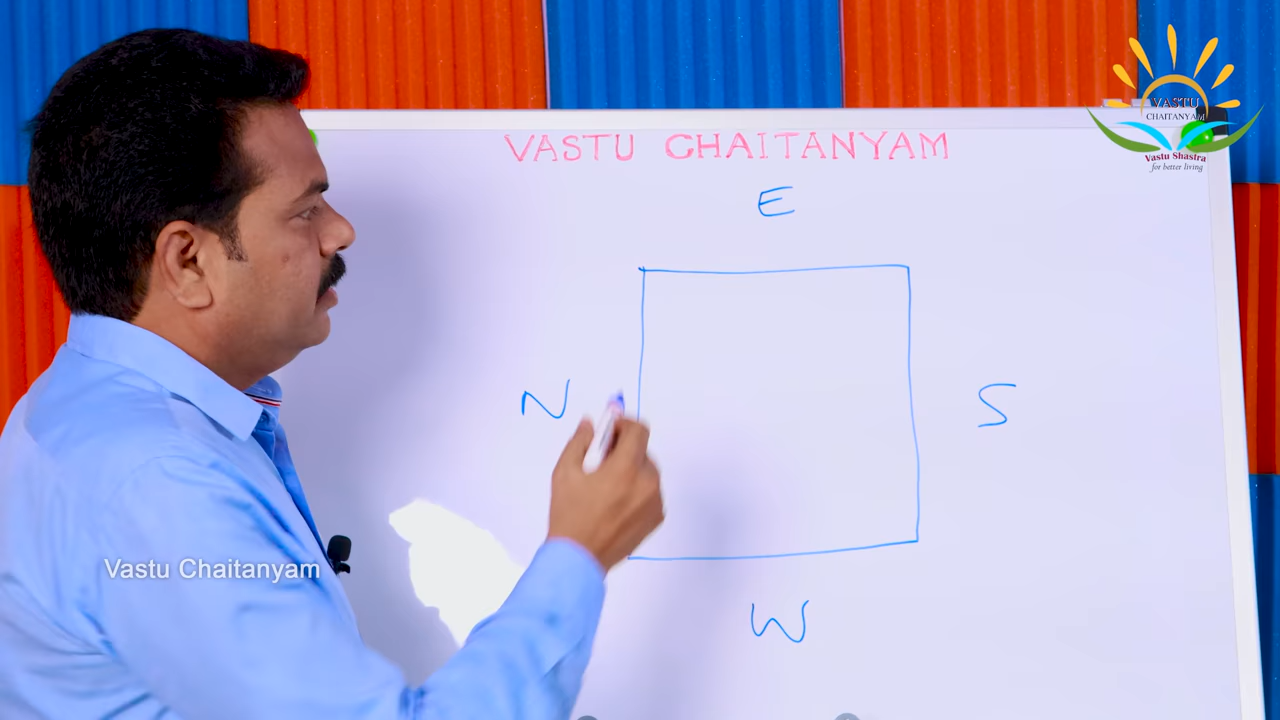 VASTU CHAITANYAM
VASTU
CHAITANYAM
Vastu Shastra
for better living
E
N
S
W
Vastu Chaitanyam